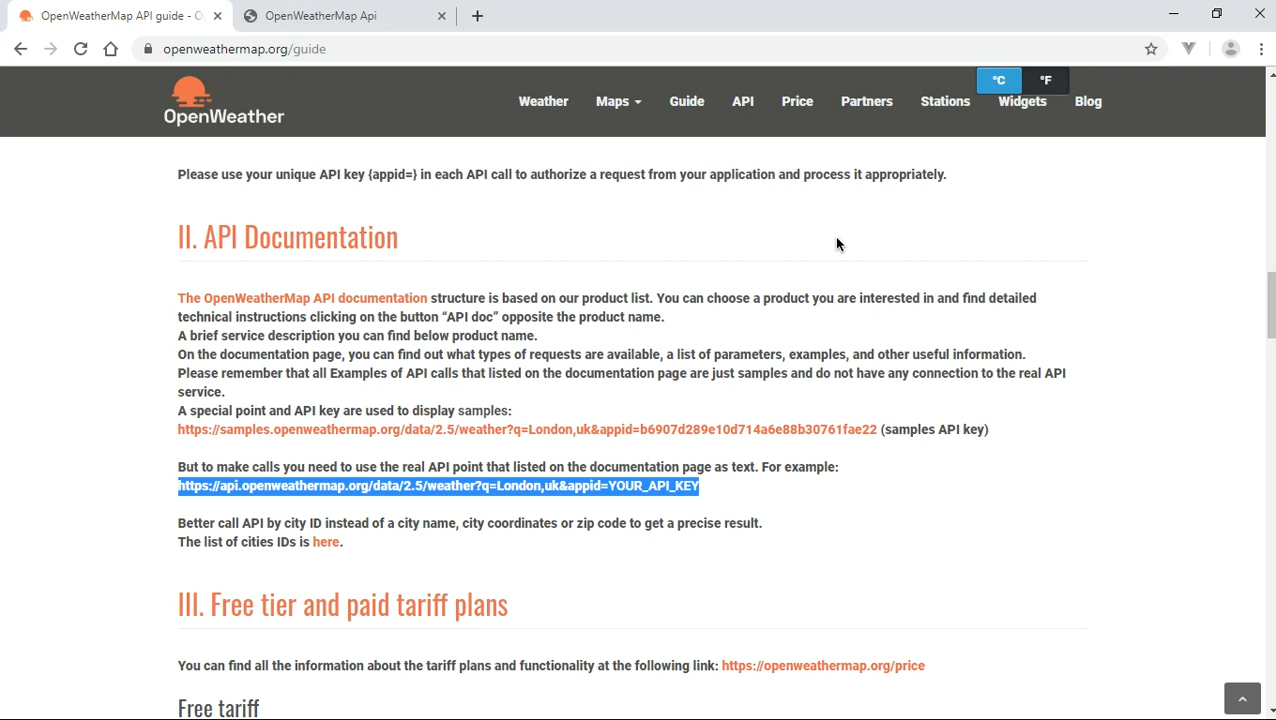 OpenWeatherMap API guide - O
OpenWeatherMap Api
openweathermap.org/guide
°C °F
OpenWeather
Weather Maps Guide API Price Partners Stations Widgets Blog
Please use your unique API key {appid=} in each API call to authorize a request from your application and process it appropriately.
II. API Documentation
The OpenWeatherMap API documentation structure is based on our product list. You can choose a product you are interested in and find detailed
technical instructions clicking on the button “API doc” opposite the product name.
A brief service description you can find below product name.
On the documentation page, you can find out what types of requests are available, a list of parameters, examples, and other useful information.
Please remember that all Examples of API calls that listed on the documentation page are just samples and do not have any connection to the real API
service.
A special point and API key are used to display samples:
https://samples.openweathermap.org/data/2.5/weather?q=London,uk&appid=b6907d289e10d714a6e88b30761fae22 (samples API key)
But to make calls you need to use the real API point that listed on the documentation page as text. For example:
https://api.openweathermap.org/data/2.5/weather?q=London,uk&appid=YOUR_API_KEY
Better call API by city ID instead of a city name, city coordinates or zip code to get a precise result.
The list of cities IDs is here.
III. Free tier and paid tariff plans
You can find all the information about the tariff plans and functionality at the following link: https://openweathermap.org/price
Free tariff